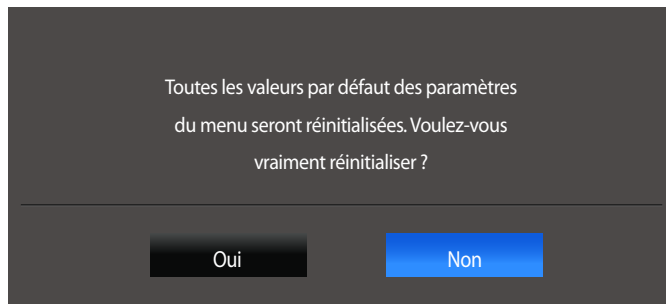 Toutes les valeurs par défaut des paramètres
du menu seront réinitialisées. Voulez-vous
vraiment réinitialiser ?
Oui
Non